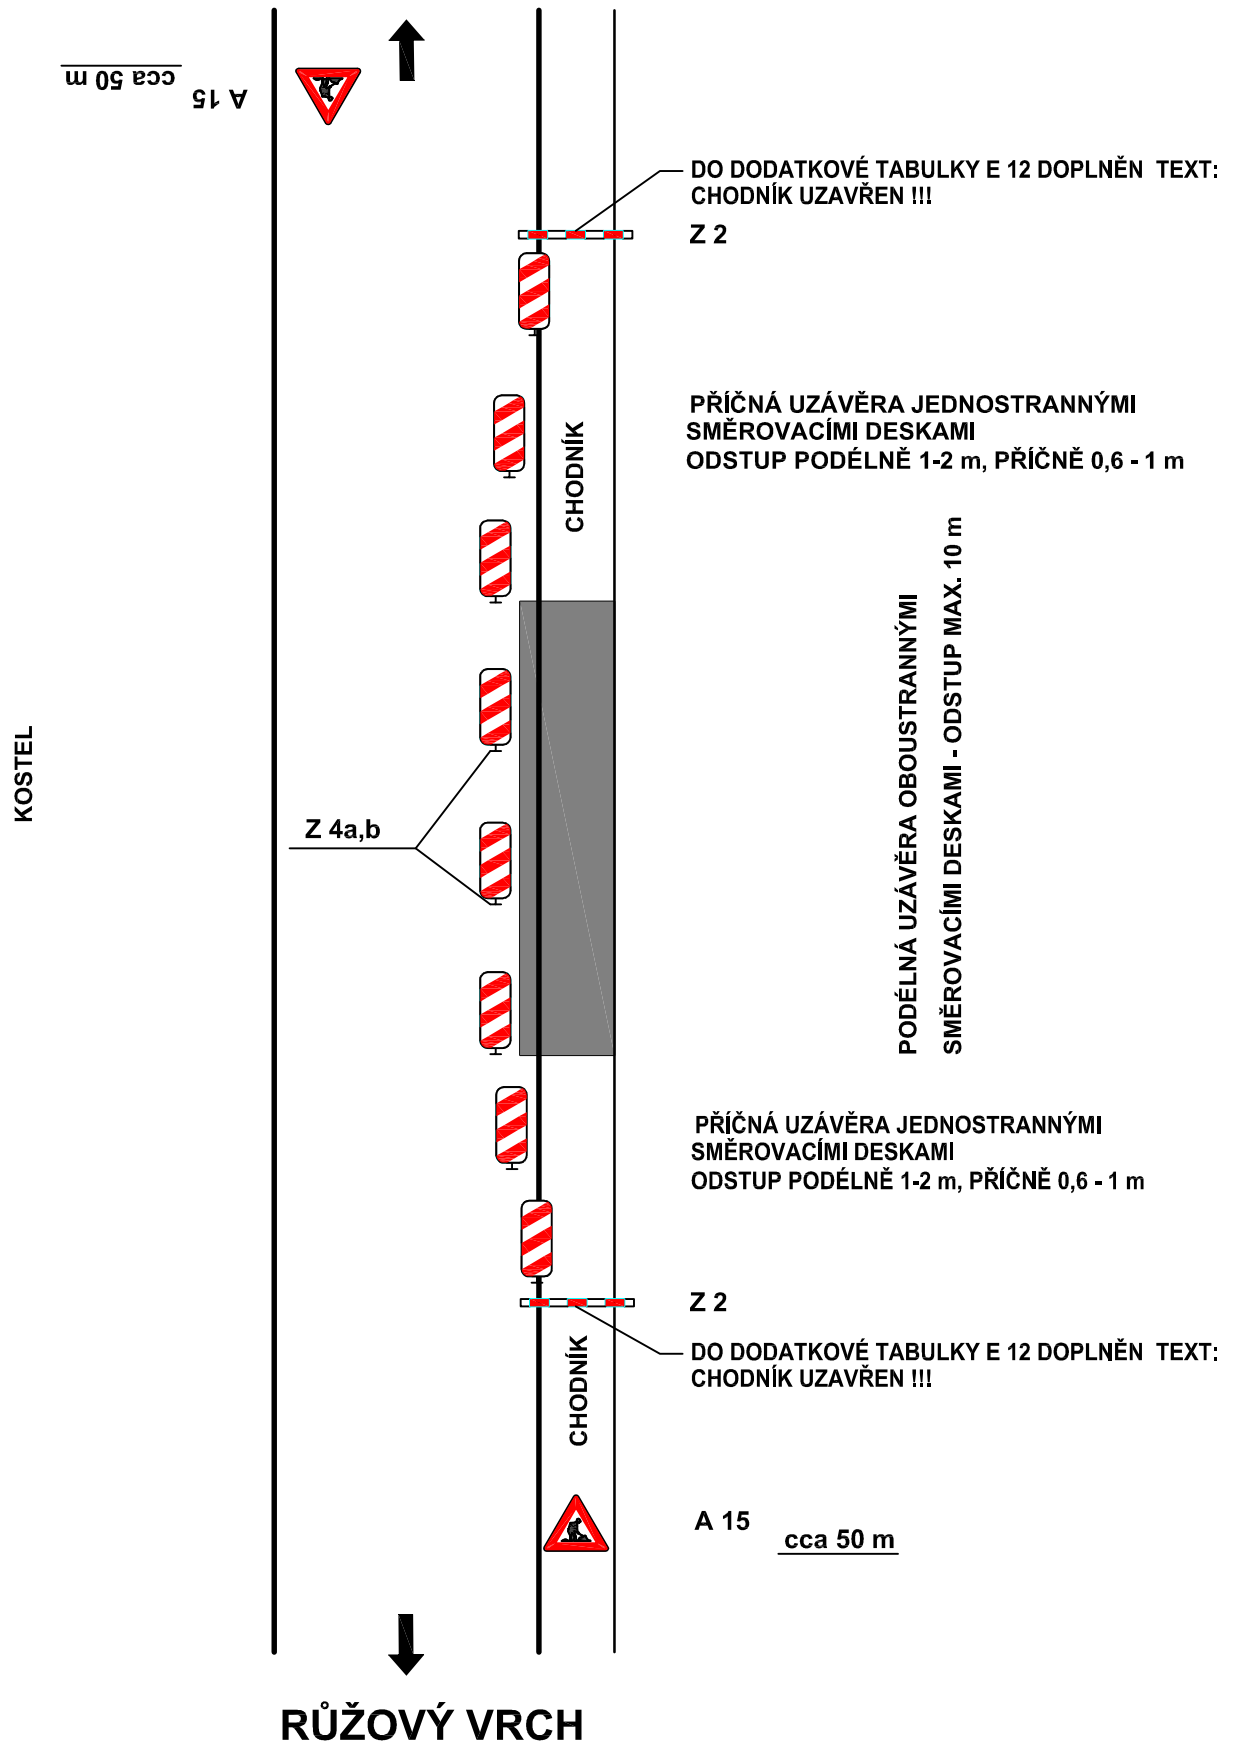 cca 50 m
A 15
DO DODATKOVÉ TABULKY E 12 DOPLNĚN TEXT:
CHODNÍK UZAVŘEN !!!
Z 2
PŘÍČNÁ UZÁVĚRA JEDNOSTRANNÝMI
SMĚROVACÍMI DESKAMI
ODSTUP PODÉLNĚ 1-2 m, PŘÍČNĚ 0,6 - 1 m
CHODNÍK
PODÉLNÁ UZÁVĚRA OBOUSTRANNÝMI
SMĚROVACÍMI DESKAMI - ODSTUP MAX. 10 m
KOSTEL
Z 4a,b
PŘÍČNÁ UZÁVĚRA JEDNOSTRANNÝMI
SMĚROVACÍMI DESKAMI
ODSTUP PODÉLNĚ 1-2 m, PŘÍČNĚ 0,6 - 1 m
Z 2
DO DODATKOVÉ TABULKY E 12 DOPLNĚN TEXT:
CHODNÍK UZAVŘEN !!!
CHODNÍK
A 15
cca 50 m
RŮŽOVÝ VRCH